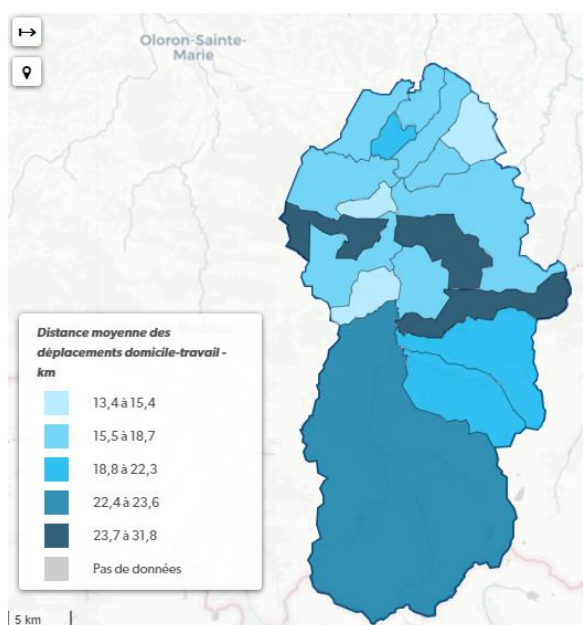 Oloron-Sainte-
Marie
Distance moyenne des
déplacements domicile-travail -
km
13,4 à 15,4
15,5 à 18,7
18,8 à 22,3
22,4 à 23,6
23,7 à 31,8
Pas de données
5 km